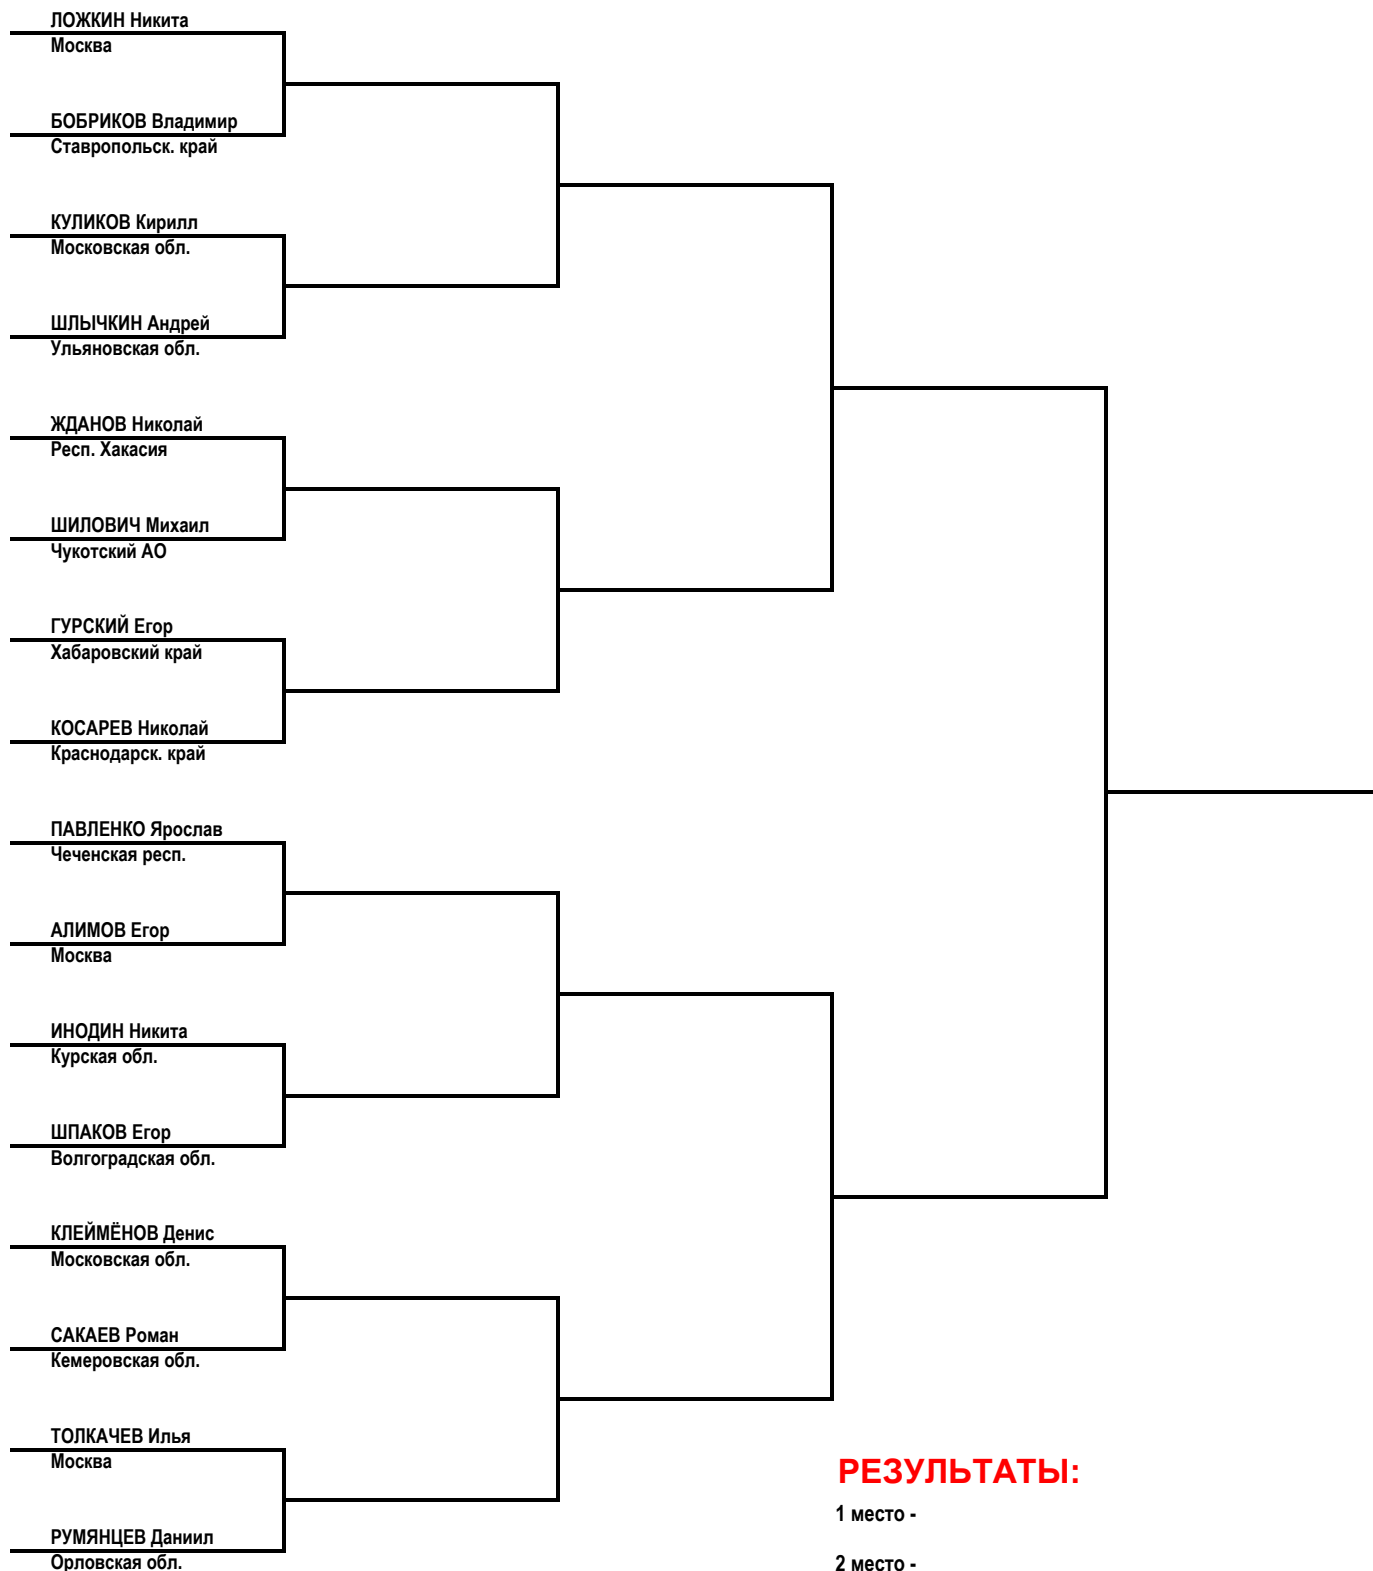 ЛОЖКИН Никита
Москва
БОБРИКОВ Владимир
Ставропольск. край
КУЛИКОВ Кирилл
Московская обл.
ШЛЫЧКИН Андрей
Ульяновская обл.
ЖДАНОВ Николай
Респ. Хакасия
ШИЛОВИЧ Михаил
Чукотский АО
ГУРСКИЙ Егор
Хабаровский край
КОСАРЕВ Николай
Краснодарск. край
ПАВЛЕНКО Ярослав
Чеченская респ.
АЛИМОВ Егор
Москва
ИНОДИН Никита
Курская обл.
ШПАКОВ Егор
Волгоградская обл.
КЛЕЙМЁНОВ Денис
Московская обл.
САКАЕВ Роман
Кемеровская обл.
ТОЛКАЧЕВ Илья
Москва
РУМЯНЦЕВ Даниил
Орловская обл.
РЕЗУЛЬТАТЫ:
1 место -
2 место -